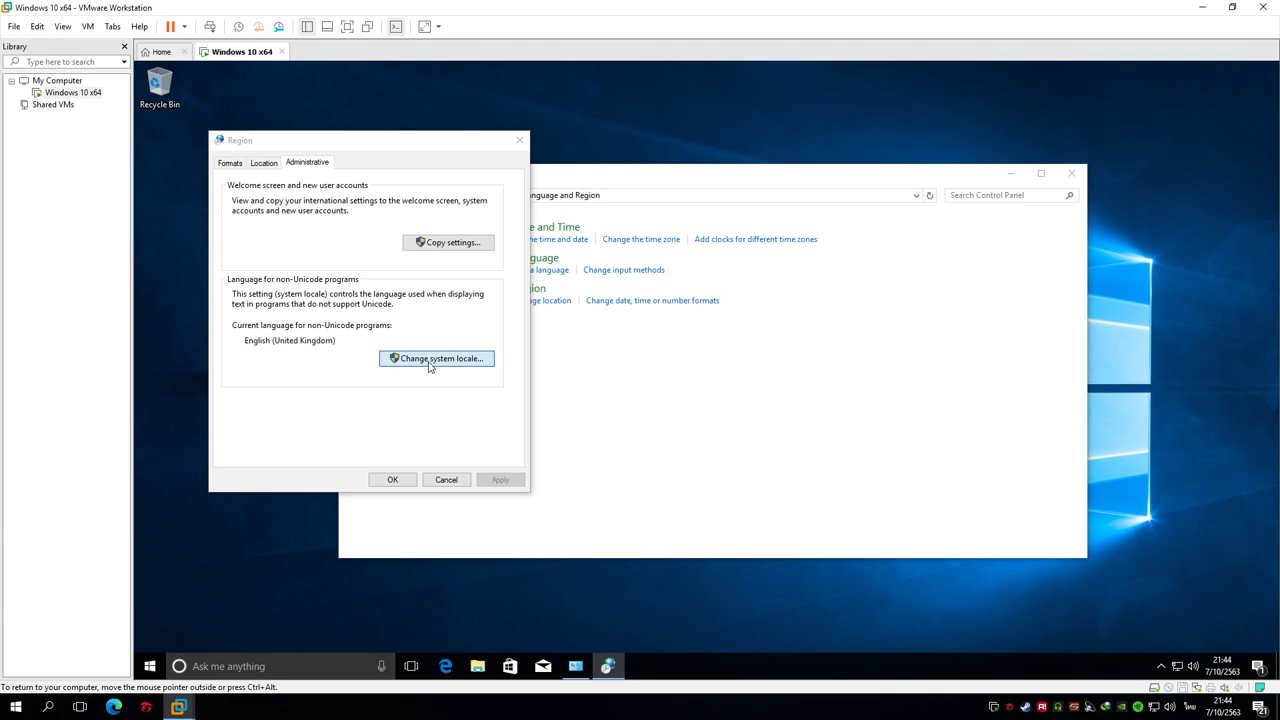 Windows 10 x64 - VMware Workstation
File Edit View VM Tabs Help
Library
Type here to search
My Computer
Windows 10 x64
Shared VMs
Home
Windows 10 x64
Recycle Bin
Region
Formats Location Administrative
Welcome screen and new user accounts
View and copy your international settings to the welcome screen, system
accounts and new user accounts.
Copy settings...
Language for non-Unicode programs
This setting (system locale) controls the language used when displaying
text in programs that do not support Unicode.
Current language for non-Unicode programs:
English (United Kingdom)
Change system locale...
OK Cancel Apply
nguage and Region
Search Control Panel
e and Time
he time and date Change the time zone Add clocks for different time zones
guage
a language Change input methods
ion
ge location Change date, time or number formats
Ask me anything
21:44
7/10/2563
1
To return to your computer, move the mouse pointer outside or press Ctrl+Alt.
21:44
7/10/2563
21